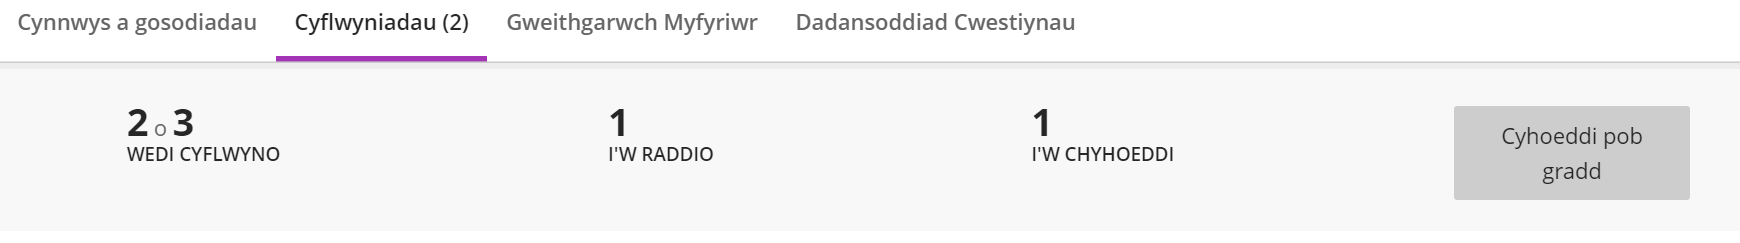 Cynnwys a gosodiadau Cyflwyniadau (2) Gweithgarwch Myfyriwr Dadansoddiad Cwestiynau
2 o 3
WEDI CYFLWYNO
1
I'W RADDIO
1
I'W CHYHOEDDI
Cyhoeddi pob
gradd